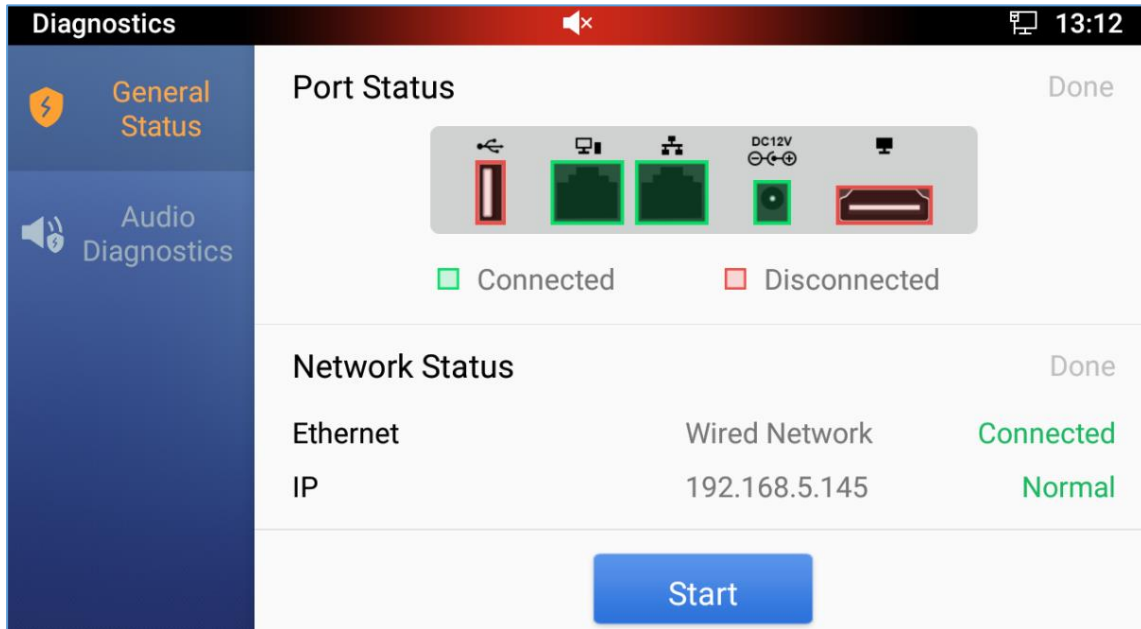 Diagnostics
13:12
General
Status
Audio
Diagnostics
Port Status
Done
DC12V
Connected
Disconnected
Network Status
Done
Ethernet
Wired Network
Connected
IP
192.168.5.145
Normal
Start